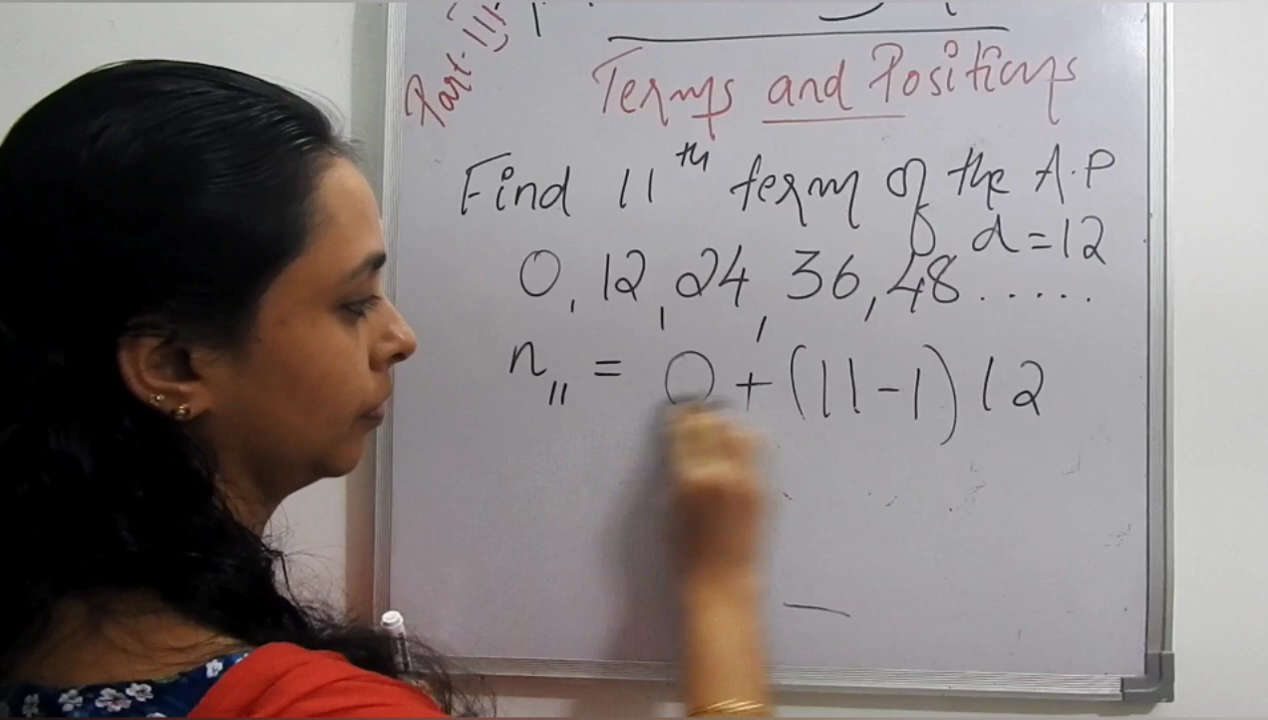 Part-III
Terms and Positions
Find 11th term of the A.P
d=12
0, 12, 24, 36, 48......
n11 = 0 + (11-1) 12